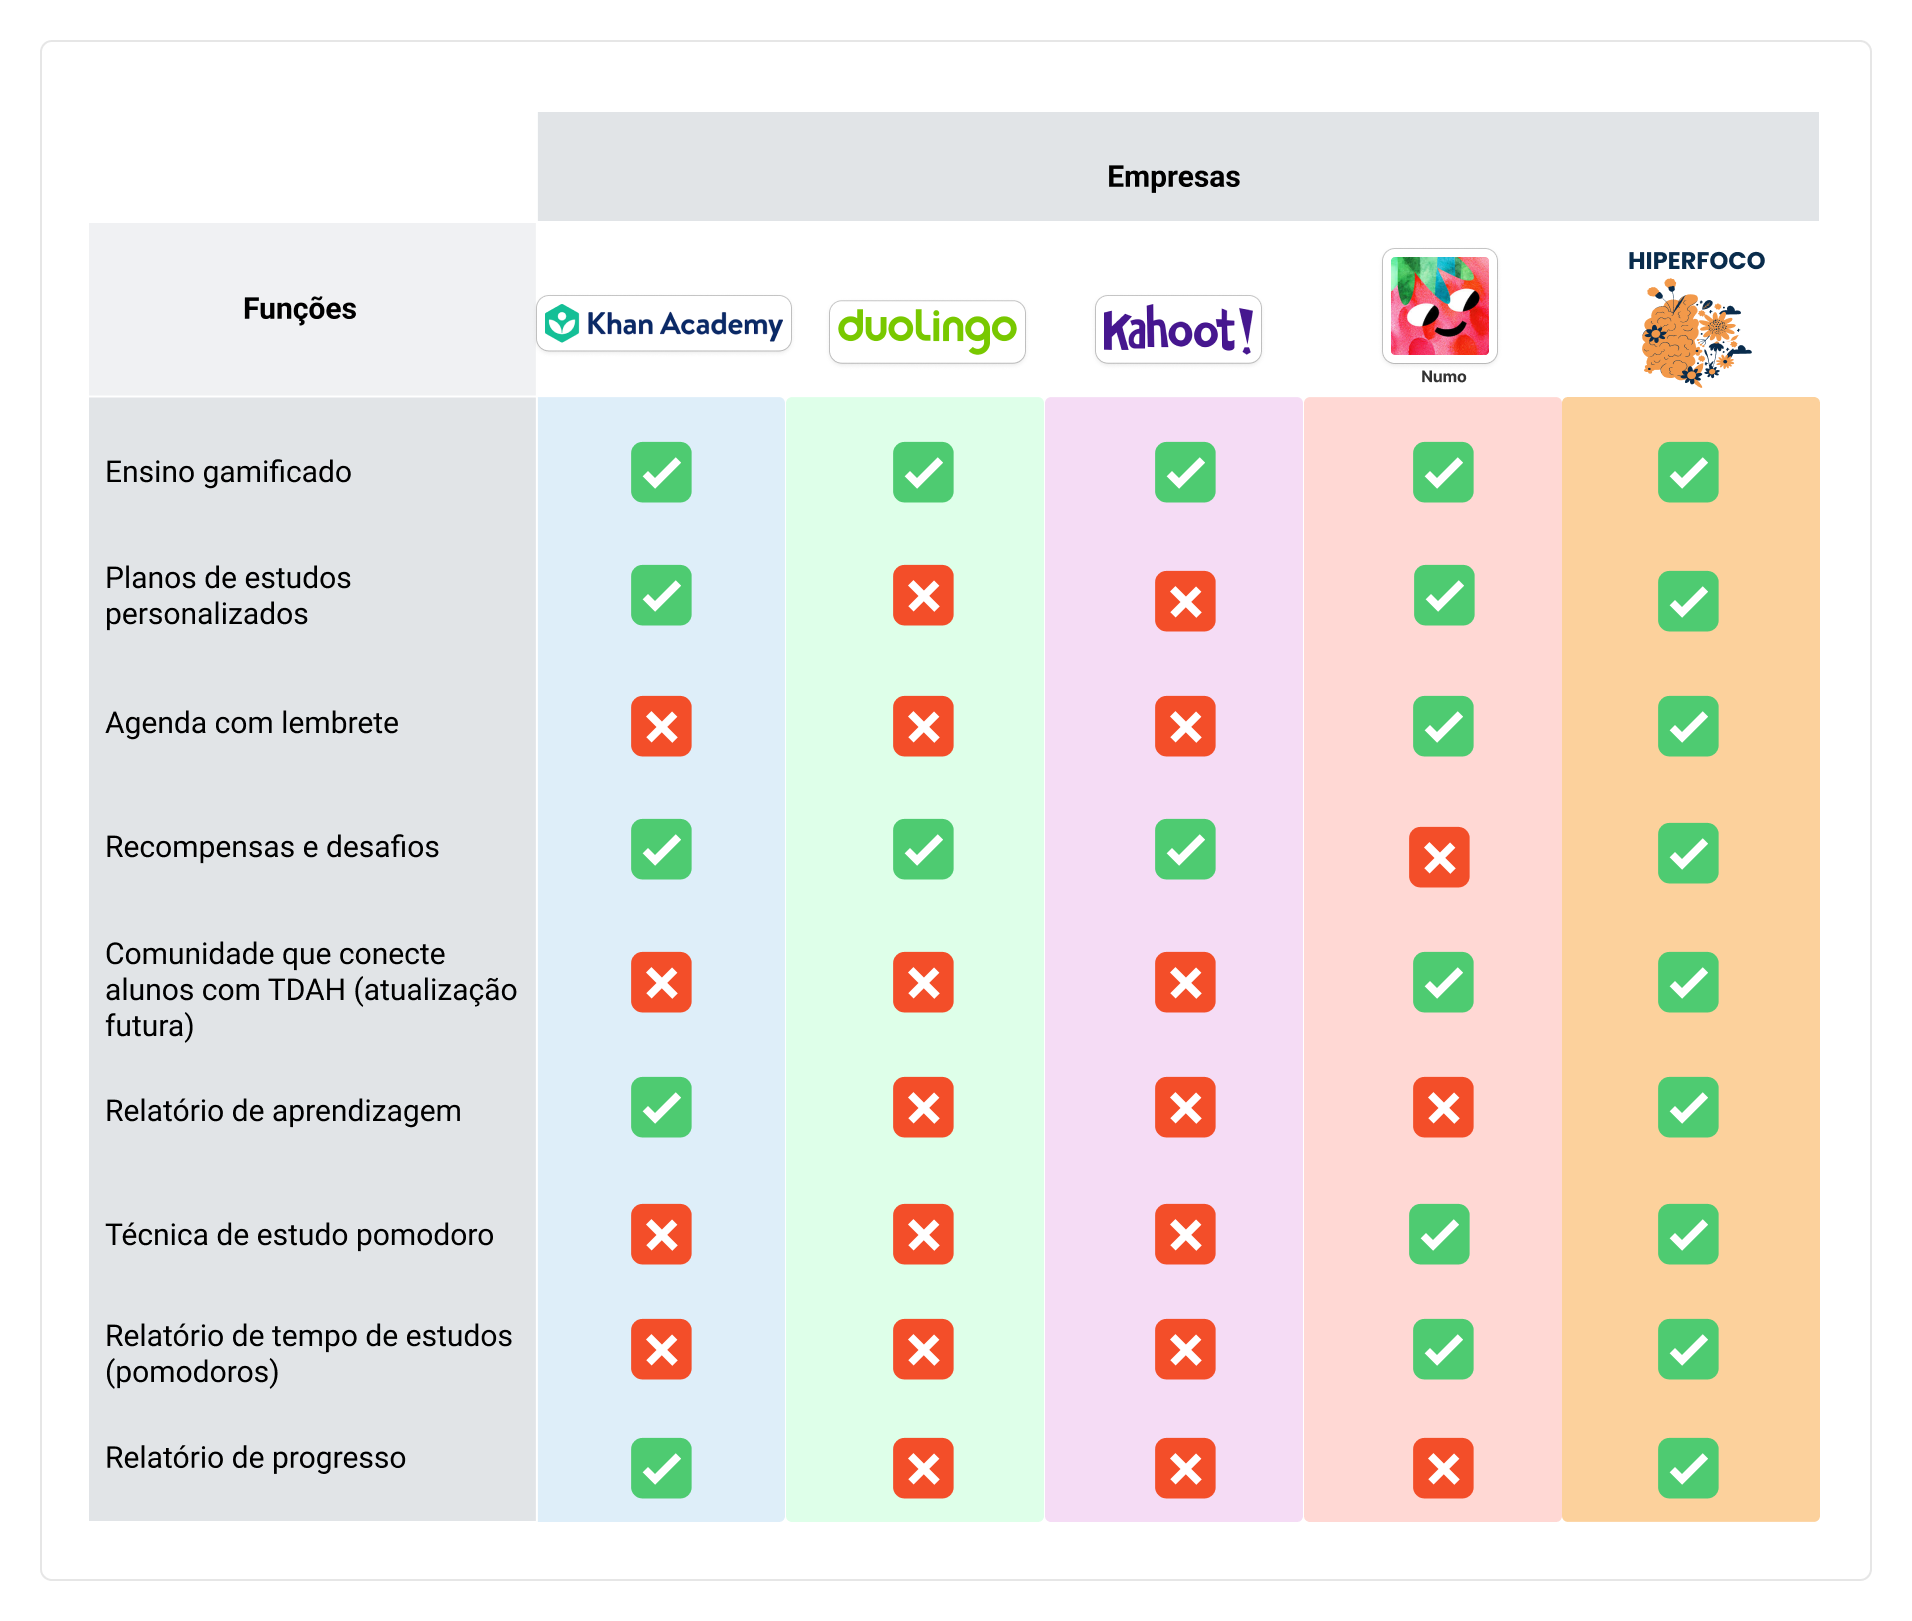 Empresas
Funções
Khan Academy
duolingo
Kahoot!
Numo
HIPERFOCO
Ensino gamificado
Planos de estudos
personalizados
Agenda com lembrete
Recompensas e desafios
Comunidade que conecte
alunos com TDAH (atualização
futura)
Relatório de aprendizagem
Técnica de estudo pomodoro
Relatório de tempo de estudos
(pomodoros)
Relatório de progresso